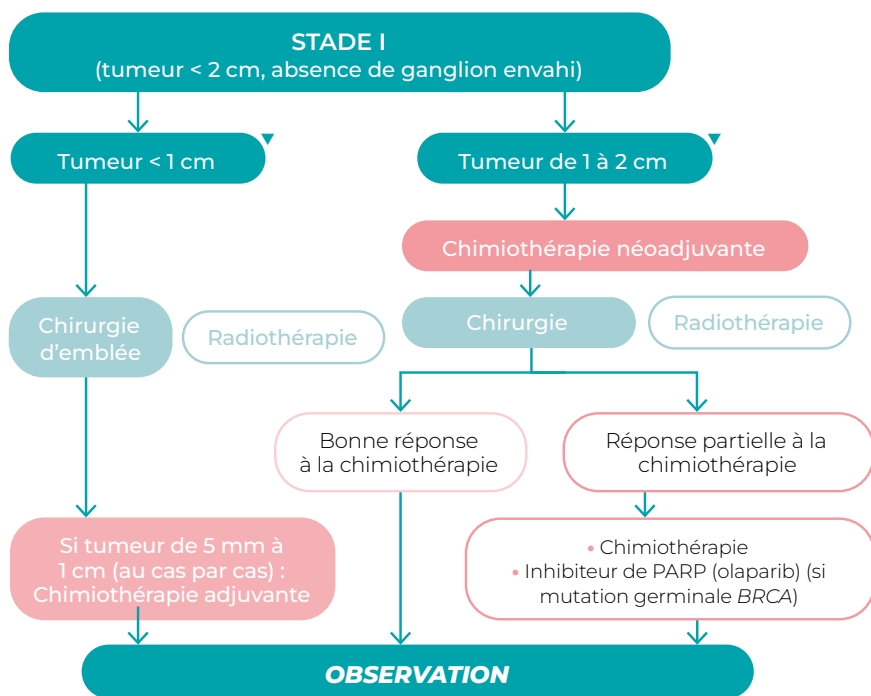 STADE I
(tumeur < 2 cm, absence de ganglion envahi)
Tumeur < 1 cm
Tumeur de 1 à 2 cm
Chimiothérapie néoadjuvante
Chirurgie
d’emblée
Radiothérapie
Chirurgie
Radiothérapie
Bonne réponse
à la chimiothérapie
Réponse partielle à la
chimiothérapie
Si tumeur de 5 mm à
1 cm (au cas par cas) :
Chimiothérapie adjuvante
• Chimiothérapie
• Inhibiteur de PARP (olaparib) (si
mutation germinale BRCA)
OBSERVATION